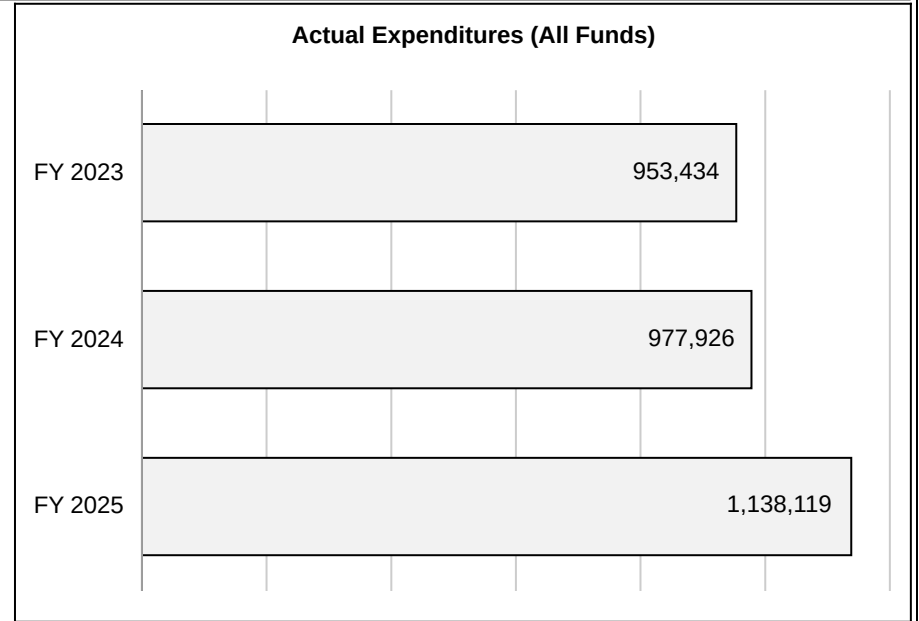 Actual Expenditures (All Funds)
FY 2023 953,434
FY 2024 977,926
FY 2025 1,138,119